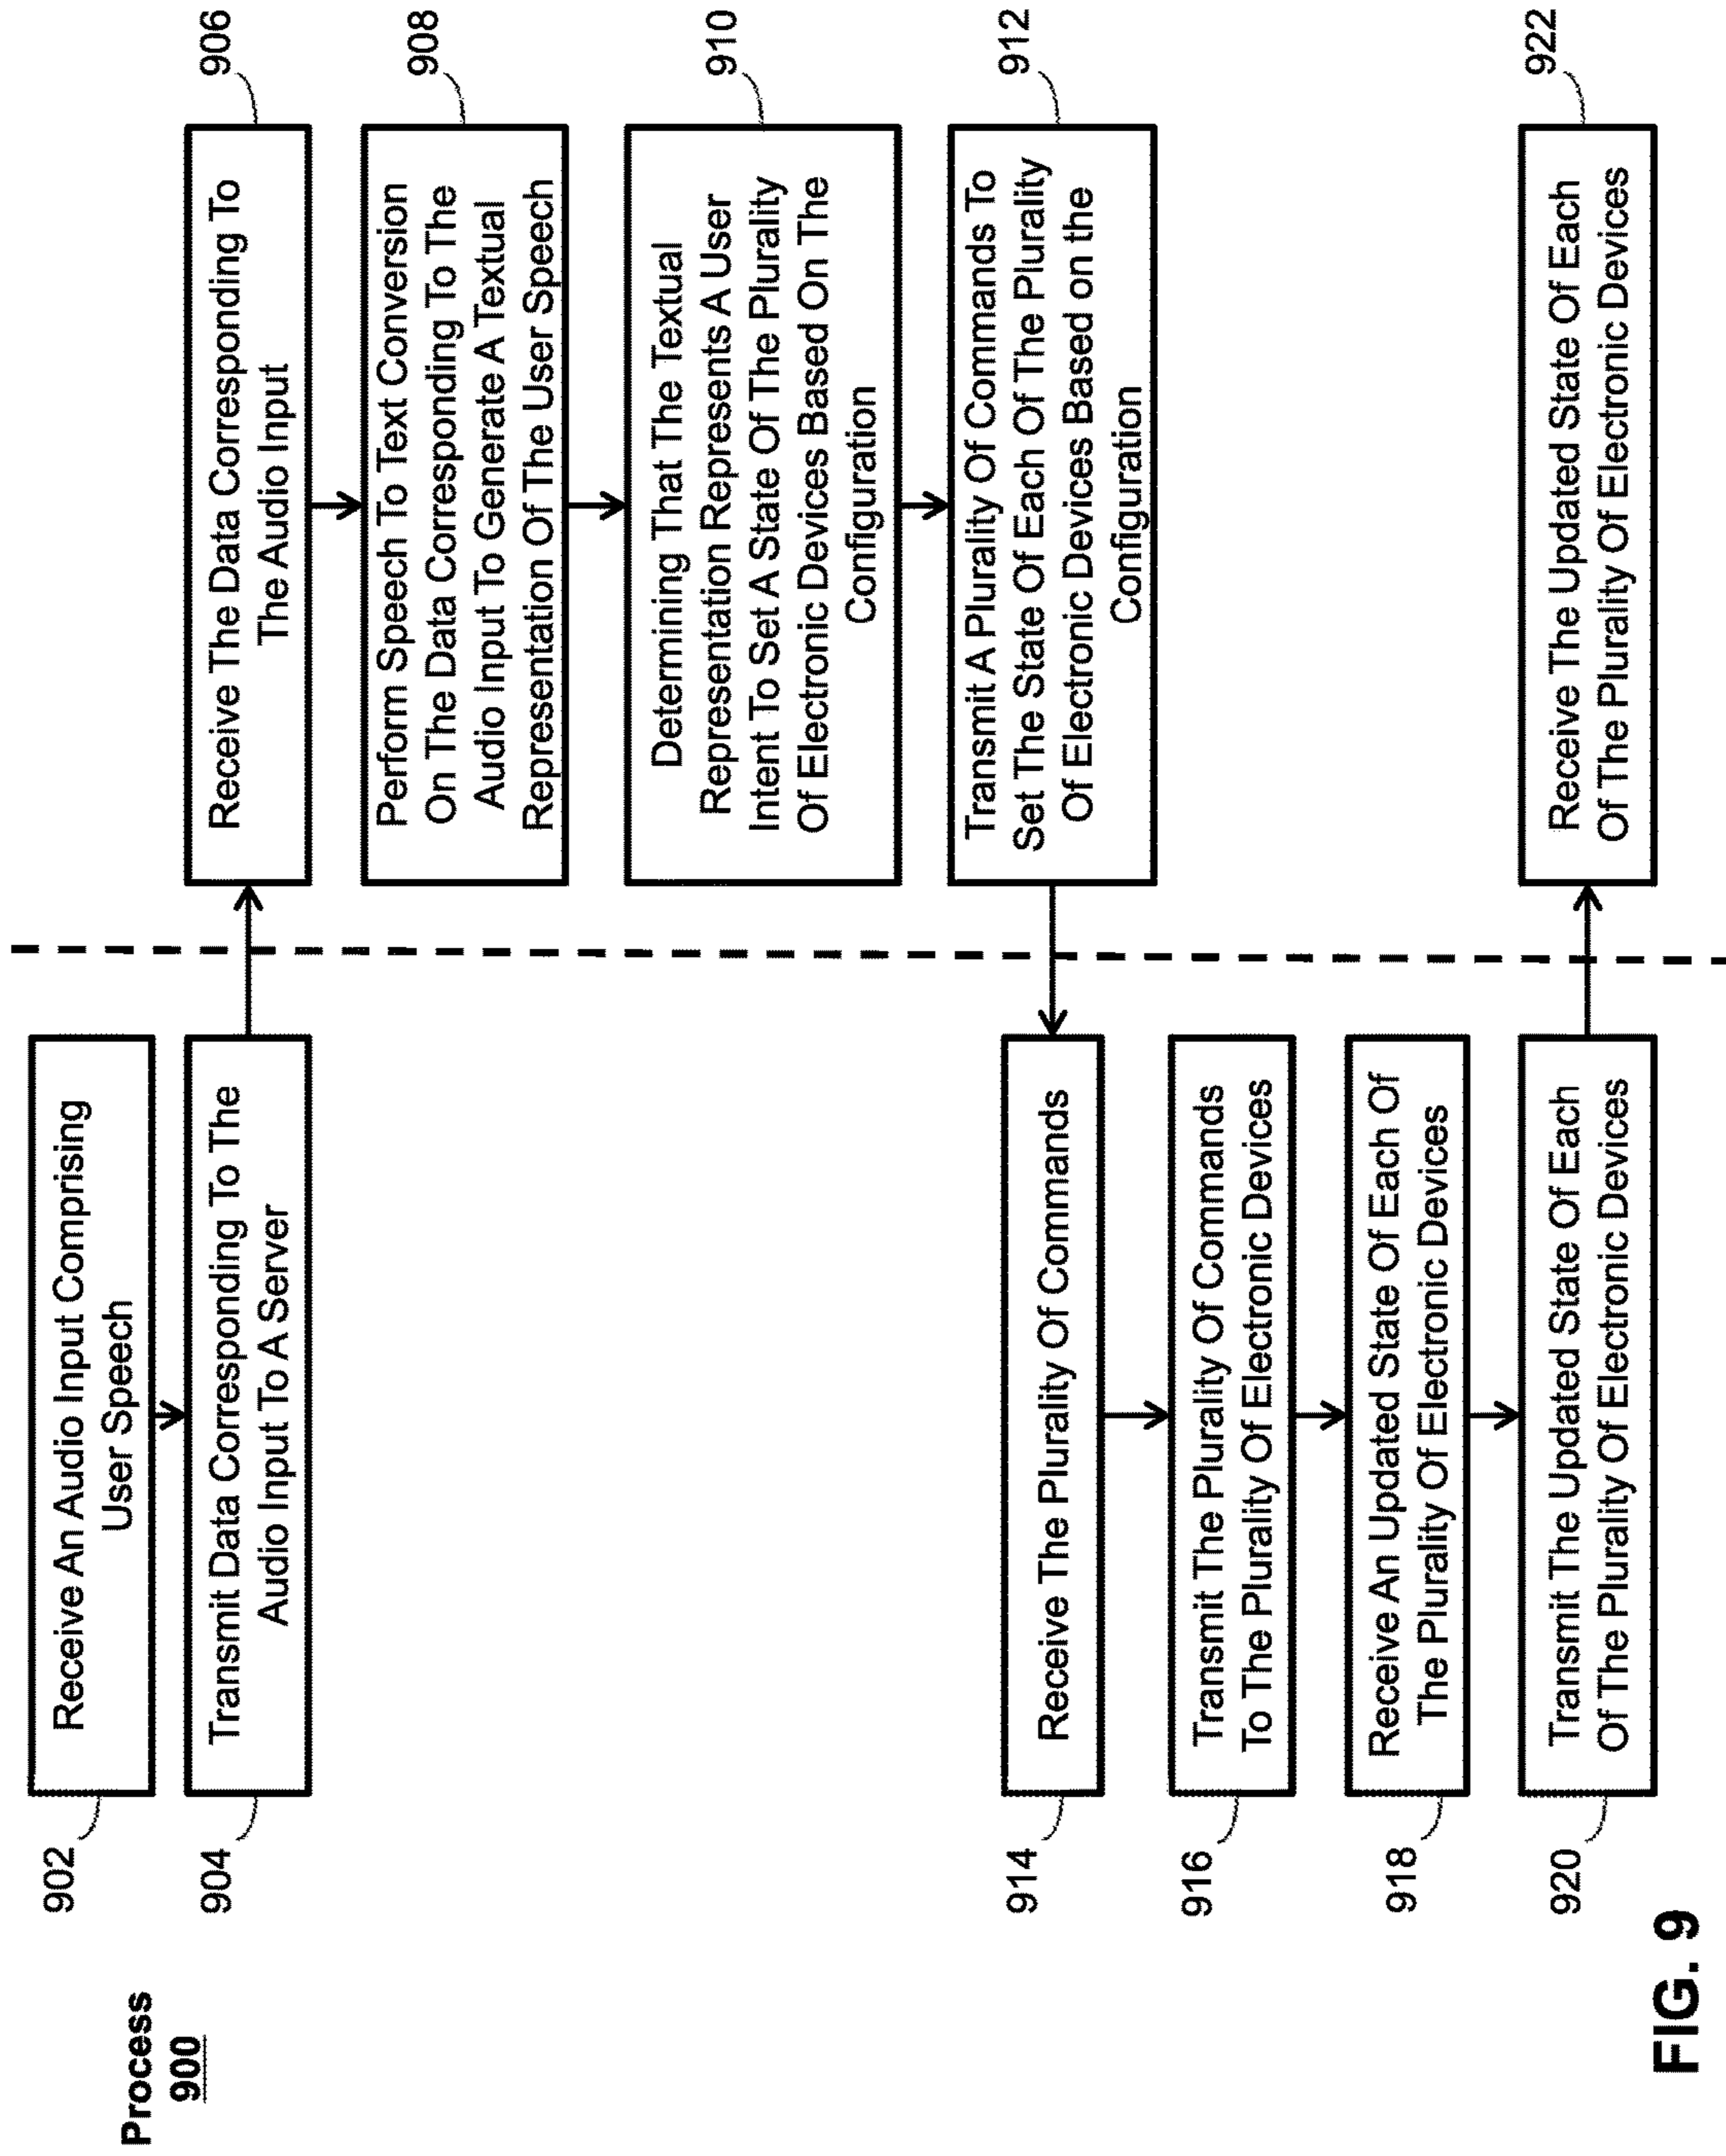 Process
900
902
Receive An Audio Input Comprising
User Speech
904
Transmit Data Corresponding To The
Audio Input To A Server
906
Receive The Data Corresponding To
The Audio Input
908
Perform Speech To Text Conversion
On The Data Corresponding To The
Audio Input To Generate A Textual
Representation Of The User Speech
910
Determining That The Textual
Representation Represents A User
Intent To Set A State Of The Plurality
Of Electronic Devices Based On The
Configuration
912
Transmit A Plurality Of Commands To
Set The State Of Each Of The Plurality
Of Electronic Devices Based on the
Configuration
914
Receive The Plurality Of Commands
916
Transmit The Plurality Of Commands
To The Plurality Of Electronic Devices
918
Receive An Updated State Of Each Of
The Plurality Of Electronic Devices
920
Transmit The Updated State Of Each
Of The Plurality Of Electronic Devices
922
Receive The Updated State Of Each
Of The Plurality Of Electronic Devices
FIG. 9